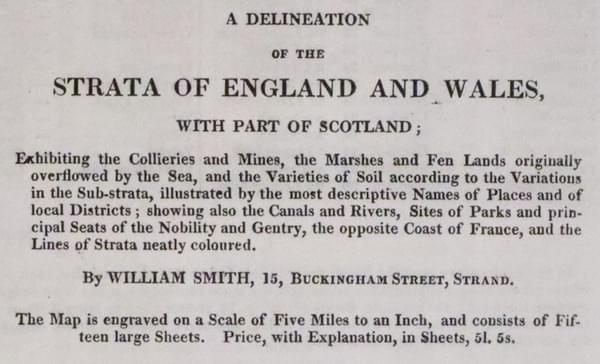 A DELINEATION
OF THE
STRATA OF ENGLAND AND WALES,
WITH PART OF SCOTLAND;
Exhibiting the Collieries and Mines, the Marshes and Fen Lands originally
overflowed by the Sea, and the Varieties of Soil according to the Variations
in the Sub-strata, illustrated by the most descriptive Names of Places and of
local Districts; showing also the Canals and Rivers, Sites of Parks and prin-
cipal Seats of the Nobility and Gentry, the opposite Coast of France, and the
Lines of Strata neatly coloured.
By WILLIAM SMITH, 15, BUCKINGHAM STREET, STRAND.
The Map is engraved on a Scale of Five Miles to an Inch, and consists of Fif-
teen large Sheets. Price, with Explanation, in Sheets, 5l. 5s.